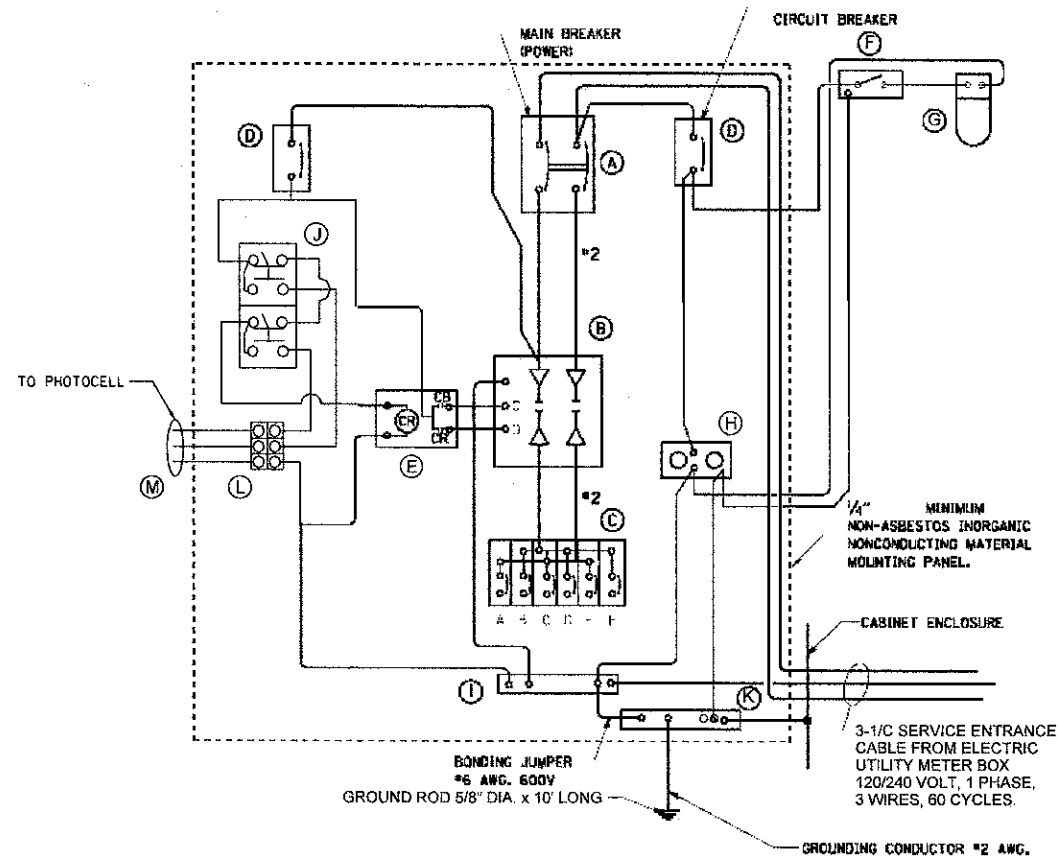 CIRCUIT BREAKER
MAIN BREAKER
(POWER)
F
D
A
D
G
J
#2
B
TO PHOTOCELL
CB
CR
CR
H
E
M
L
#2
C
1/4" MINIMUM
NON-ASBESTOS INORGANIC
NONCONDUCTING MATERIAL
MOUNTING PANEL.
A B C D
CABINET ENCLOSURE
I
K
3-1/C SERVICE ENTRANCE
CABLE FROM ELECTRIC
UTILITY METER BOX
120/240 VOLT, 1 PHASE,
3 WIRES, 60 CYCLES.
BONDING JUMPER
#6 AWG. 600V
GROUND ROD 5/8" DIA. x 10' LONG
GROUNDING CONDUCTOR #2 AWG.